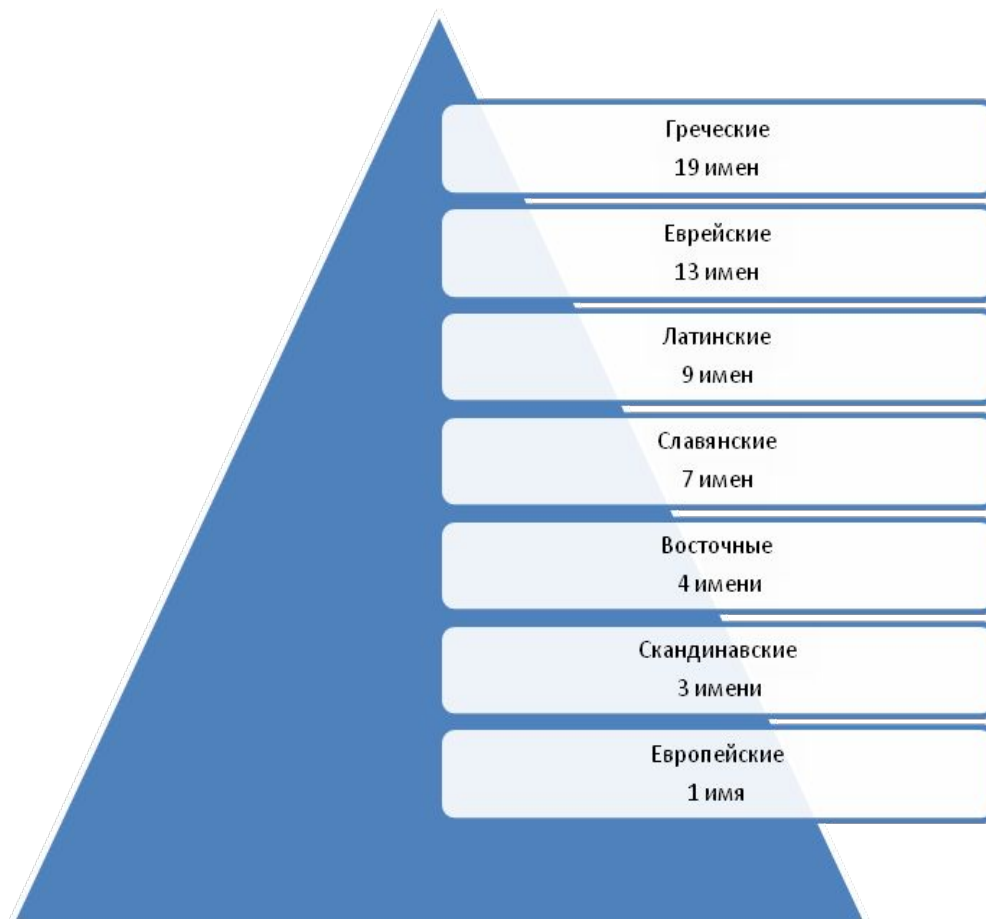 Греческие
19 имен
Еврейские
13 имен
Латинские
9 имен
Славянские
7 имен
Восточные
4 имени
Скандинавские
3 имени
Европейские
1 имя